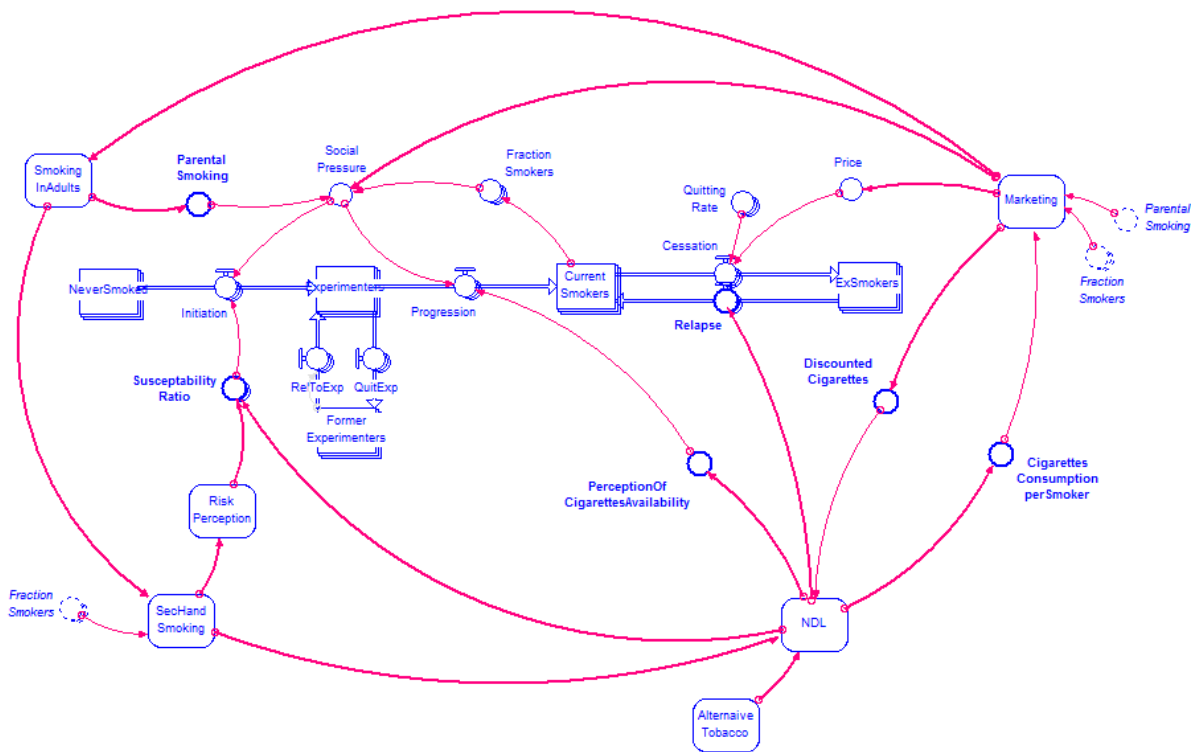 Smoking
InAdults
Parental
Smoking
Social
Pressure
Fraction
Smokers
Quitting
Rate
Price
Marketing
Parental
Smoking
Fraction
Smokers
NeverSmoked
Initiation
Experimenters
Progression
Current
Smokers
Cessation
Relapse
ExSmokers
Susceptability
Ratio
QuitExp
Former
Experimenters
Discounted
Cigarettes
Cigarettes
Consumption
perSmoker
PerceptionOf
CigarettesAvailability
Risk
Perception
Fraction
Smokers
SecHand
Smoking
NDL
Alternaive
Tobacco